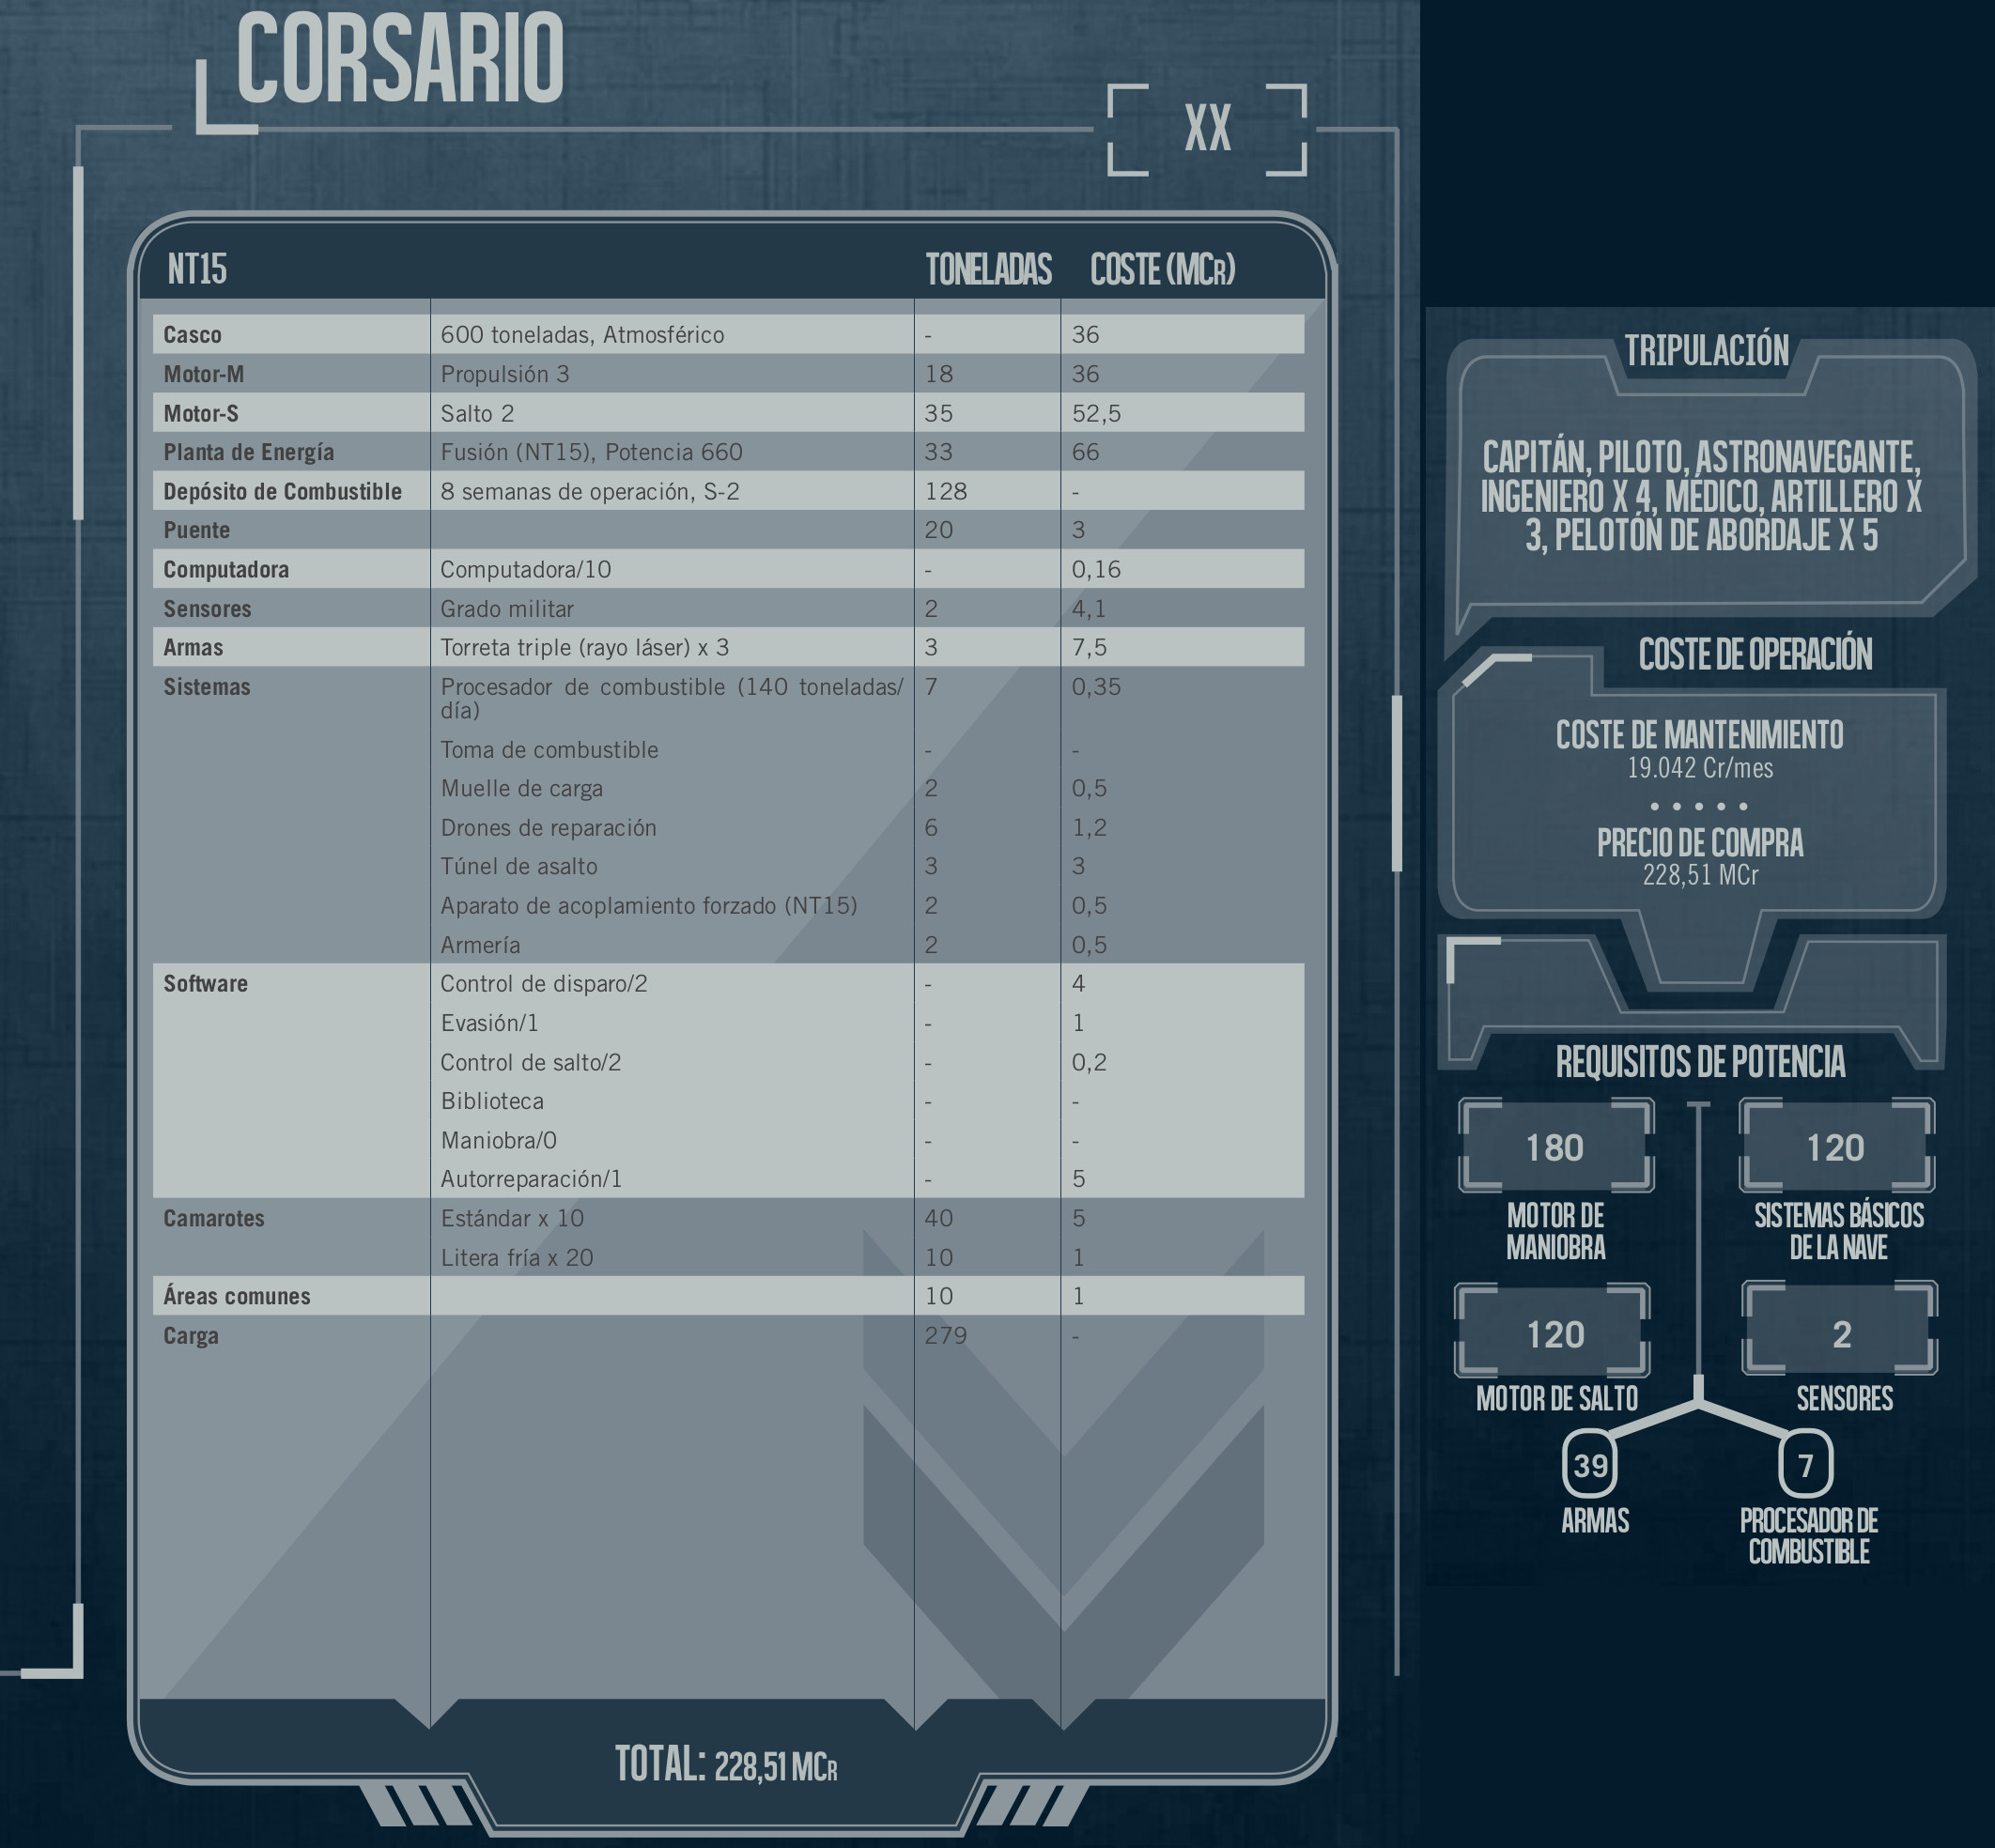 CORSARIO
XX
NT15 TONELADAS COSTE (MCR)
Casco 600 toneladas, Atmosférico - 36
Motor-M Propulsión 3 18 36
Motor-S Salto 2 35 52,5
Planta de Energía Fusión (NT15), Potencia 660 33 66
Depósito de Combustible 8 semanas de operación, S-2 128 -
Puente 20 3
Computadora Computadora/10 - 0,16
Sensores Grado militar 2 4,1
Armas Torreta triple (rayo láser) x 3 3 7,5
Sistemas Procesador de combustible (140 toneladas/ 7 0,35
día)
Toma de combustible - -
Muelle de carga 2 0,5
Drones de reparación 6 1,2
Túnel de asalto 3 3
Aparato de acoplamiento forzado (NT15) 2 0,5
Armería 2 0,5
Software Control de disparo/2 - 4
Evasión/1 - 1
Control de salto/2 - 0,2
Biblioteca - -
Maniobra/0 - -
Autorreparación/1 - 5
Camarotes Estándar x 10 40 5
Litera fría x 20 10 1
Áreas comunes 10 1
Carga 279 -
TOTAL: 228,51 MCR
TRIPULACIÓN
CAPITÁN, PILOTO, ASTRONAVEGANTE,
INGENIERO X 4, MÉDICO, ARTILLERO X
3, PELOTÓN DE ABORDAJE X 5
COSTE DE OPERACIÓN
COSTE DE MANTENIMIENTO
19.042 Cr/mes
• • • • •
PRECIO DE COMPRA
228,51 MCr
REQUISITOS DE POTENCIA
180
MOTOR DE
MANIOBRA
120
SISTEMAS BÁSICOS
DE LA NAVE
120
MOTOR DE SALTO
2
SENSORES
39
ARMAS
7
PROCESADOR DE
COMBUSTIBLE